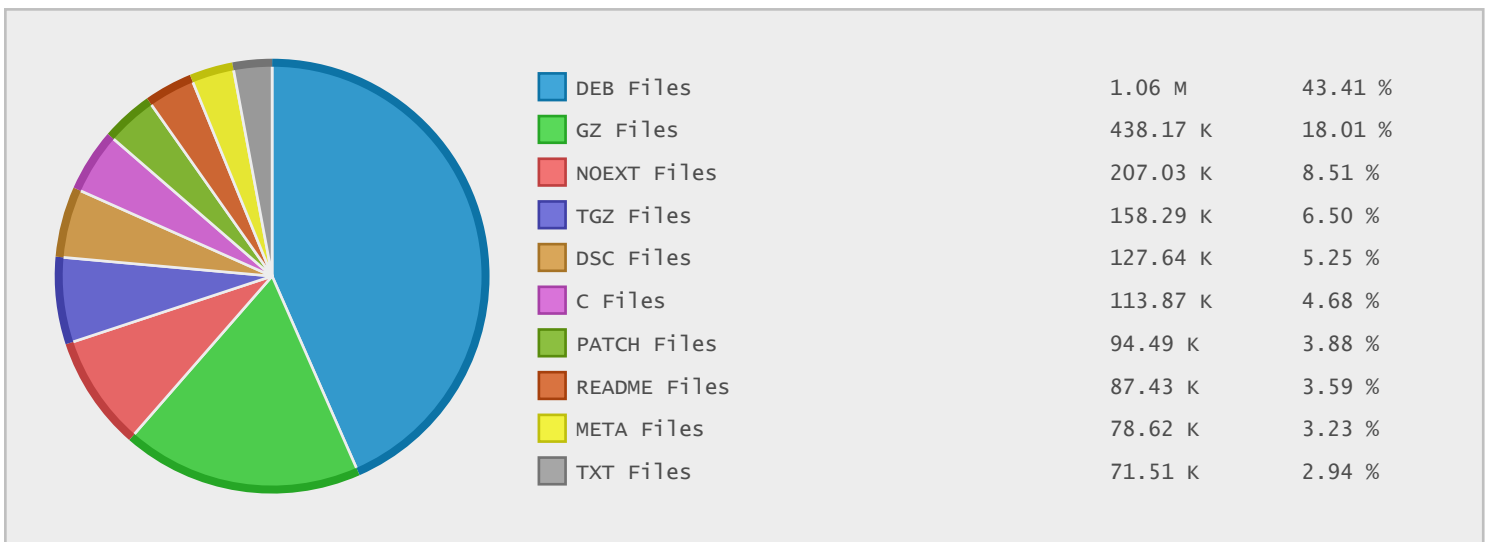 DEB Files 1.06 M 43.41 %
GZ Files 438.17 K 18.01 %
NOEXT Files 207.03 K 8.51 %
TGZ Files 158.29 K 6.50 %
DSC Files 127.64 K 5.25 %
C Files 113.87 K 4.68 %
PATCH Files 94.49 K 3.88 %
README Files 87.43 K 3.59 %
META Files 78.62 K 3.23 %
TXT Files 71.51 K 2.94 %